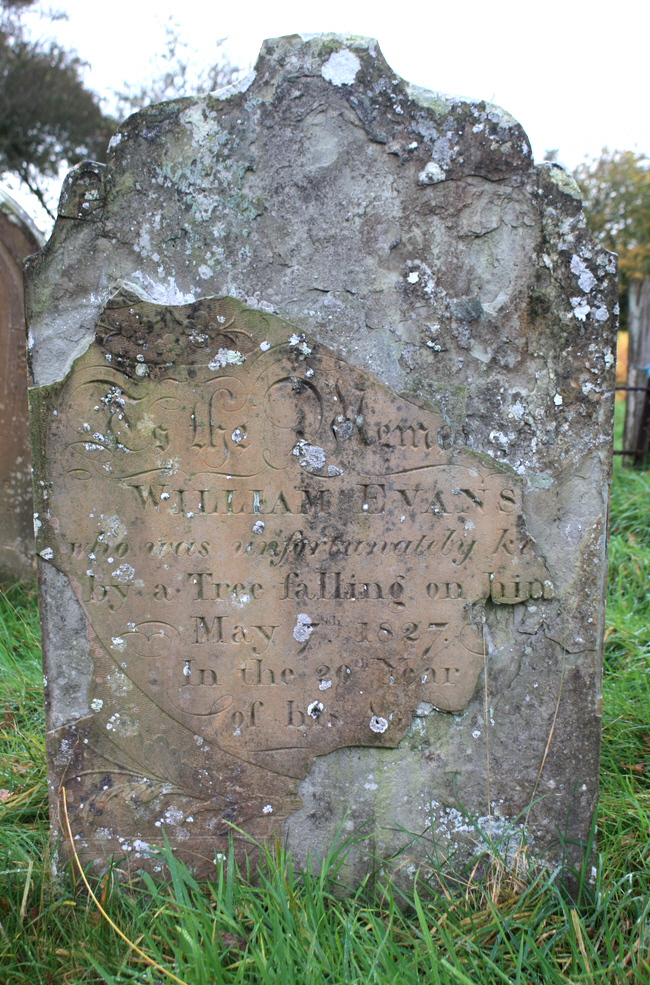 To the Memo
WILLIAM EVANS
who was unfortunately ki
by a Tree falling on him
May 7th 1827.
In the 29th Year
of his Ag